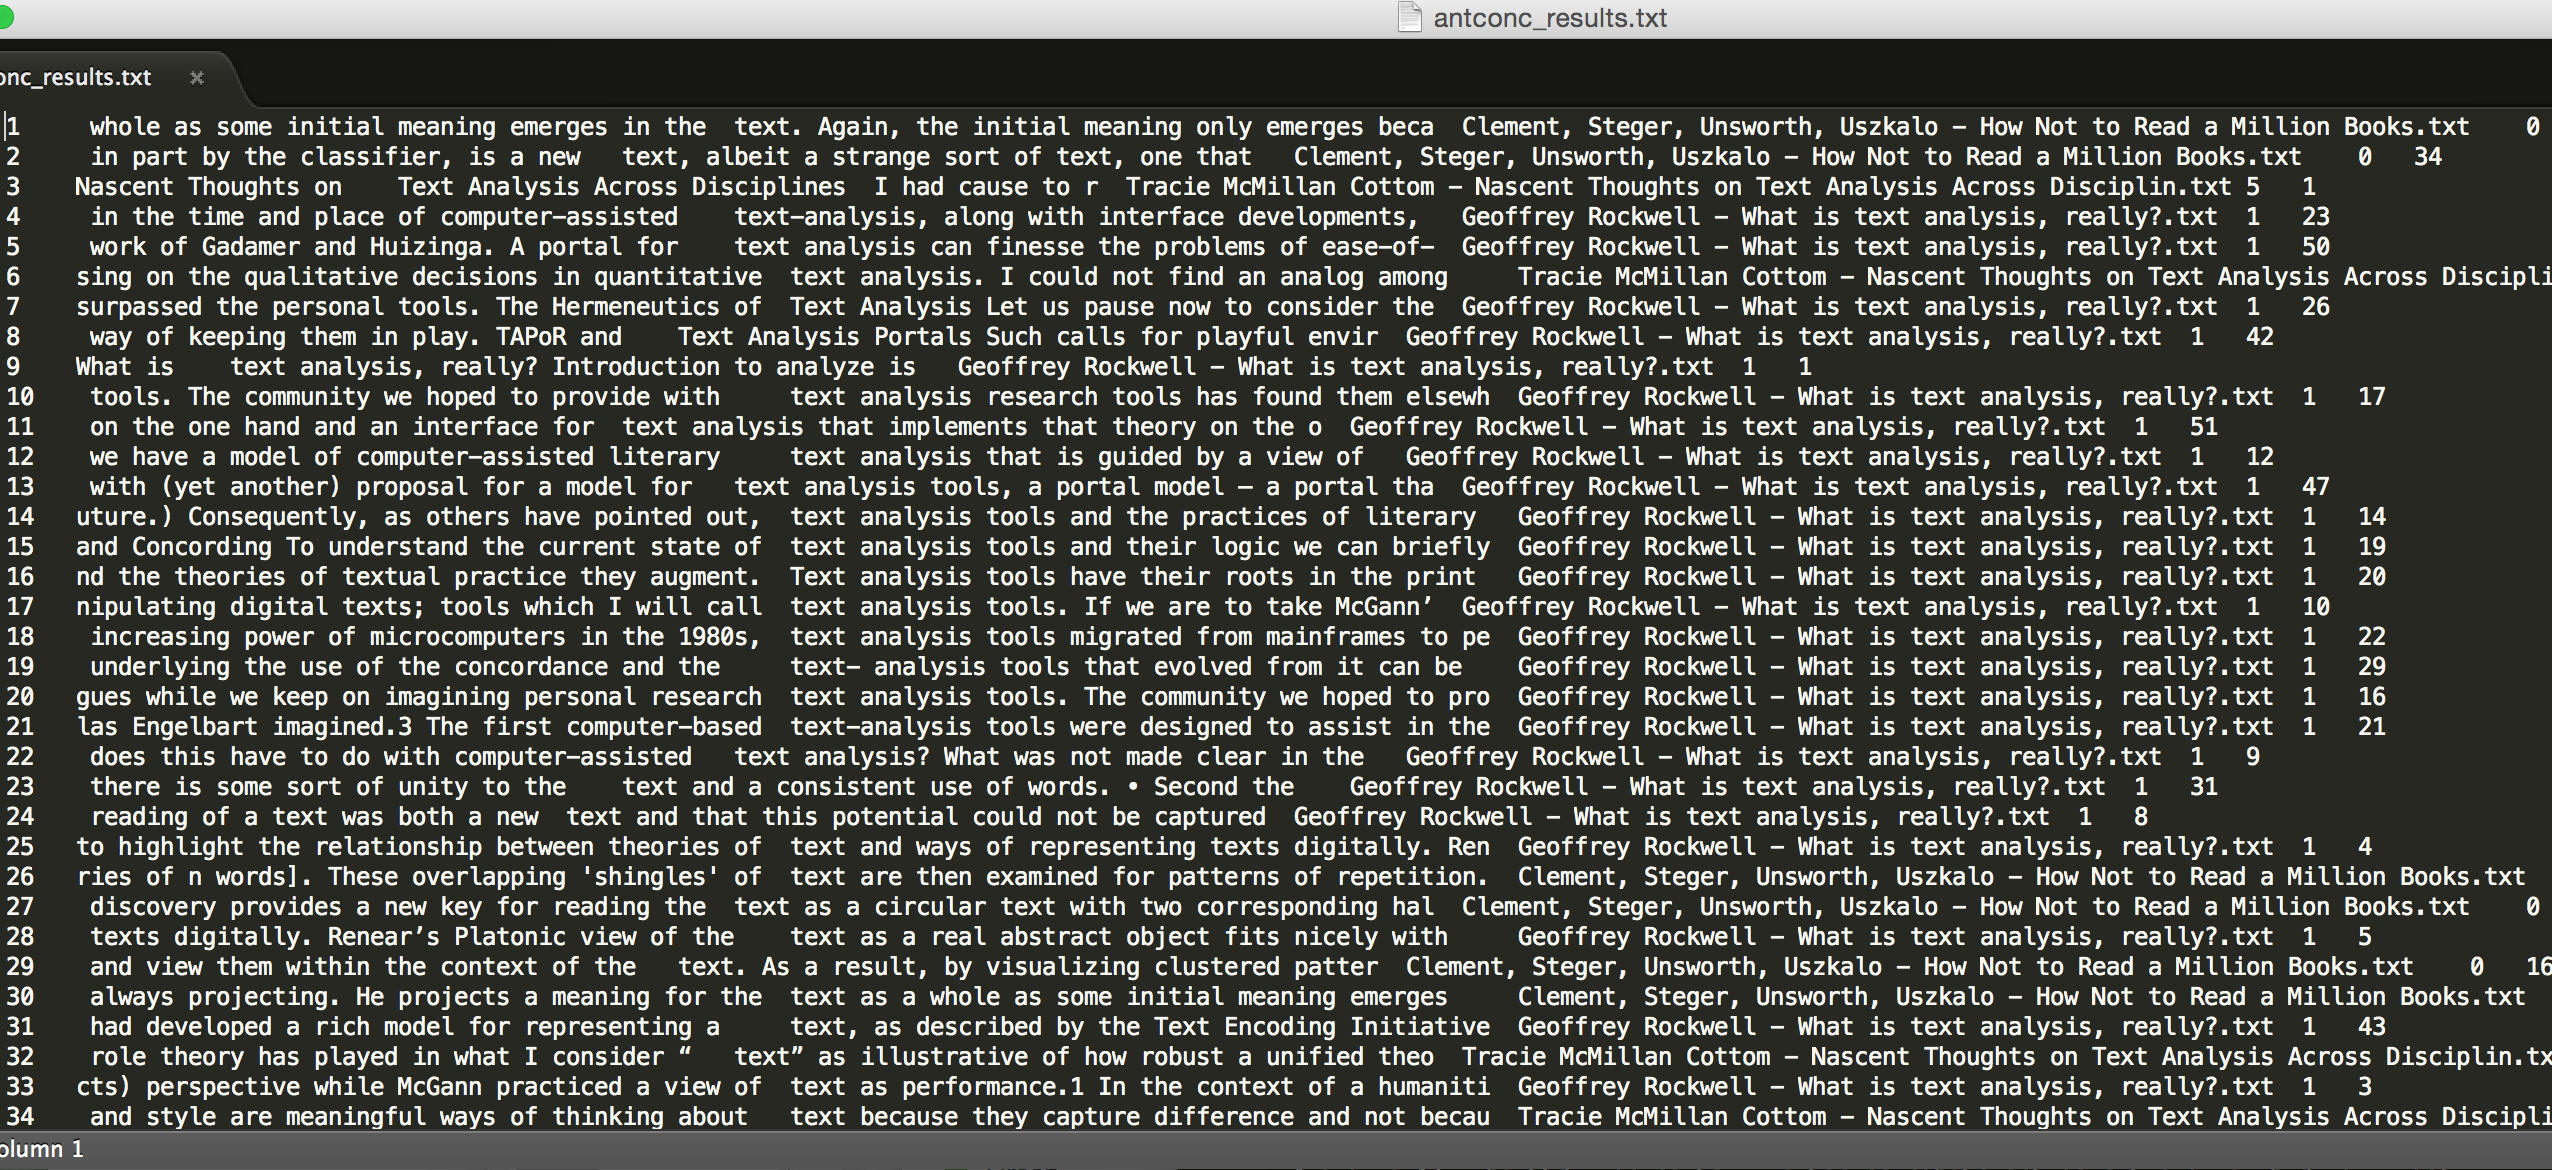 antconc_results.txt
onc_results.txt ×
1 whole as some initial meaning emerges in the text. Again, the initial meaning only emerges beca Clement, Steger, Unsworth, Uszkalo – How Not to Read a Million Books.txt 0
2 in part by the classifier, is a new text, albeit a strange sort of text, one that Clement, Steger, Unsworth, Uszkalo – How Not to Read a Million Books.txt 0 34
3 Nascent Thoughts on Text Analysis Across Disciplines I had cause to r Tracie McMillan Cottom – Nascent Thoughts on Text Analysis Across Disciplin.txt 5 1
4 in the time and place of computer-assisted text-analysis, along with interface developments, Geoffrey Rockwell – What is text analysis, really?.txt 1 23
5 work of Gadamer and Huizinga. A portal for text analysis can finesse the problems of ease-of- Geoffrey Rockwell – What is text analysis, really?.txt 1 50
6 sing on the qualitative decisions in quantitative text analysis. I could not find an analog among Tracie McMillan Cottom – Nascent Thoughts on Text Analysis Across Discipli
7 surpassed the personal tools. The Hermeneutics of Text Analysis Let us pause now to consider the Geoffrey Rockwell – What is text analysis, really?.txt 1 26
8 way of keeping them in play. TAPoR and Text Analysis Portals Such calls for playful envir Geoffrey Rockwell – What is text analysis, really?.txt 1 42
9 What is text analysis, really? Introduction to analyze is Geoffrey Rockwell – What is text analysis, really?.txt 1 1
10 tools. The community we hoped to provide with text analysis research tools has found them elsewh Geoffrey Rockwell – What is text analysis, really?.txt 1 17
11 on the one hand and an interface for text analysis that implements that theory on the o Geoffrey Rockwell – What is text analysis, really?.txt 1 51
12 we have a model of computer-assisted literary text analysis that is guided by a view of Geoffrey Rockwell – What is text analysis, really?.txt 1 12
13 with (yet another) proposal for a model for text analysis tools, a portal model – a portal tha Geoffrey Rockwell – What is text analysis, really?.txt 1 47
14 uture.) Consequently, as others have pointed out, text analysis tools and the practices of literary Geoffrey Rockwell – What is text analysis, really?.txt 1 14
15 and Concording To understand the current state of text analysis tools and their logic we can briefly Geoffrey Rockwell – What is text analysis, really?.txt 1 19
16 nd the theories of textual practice they augment. Text analysis tools have their roots in the print Geoffrey Rockwell – What is text analysis, really?.txt 1 20
17 nipulating digital texts; tools which I will call text analysis tools. If we are to take McGann’ Geoffrey Rockwell – What is text analysis, really?.txt 1 10
18 increasing power of microcomputers in the 1980s, text analysis tools migrated from mainframes to pe Geoffrey Rockwell – What is text analysis, really?.txt 1 22
19 underlying the use of the concordance and the text- analysis tools that evolved from it can be Geoffrey Rockwell – What is text analysis, really?.txt 1 29
20 gues while we keep on imagining personal research text analysis tools. The community we hoped to pro Geoffrey Rockwell – What is text analysis, really?.txt 1 16
21 las Engelbart imagined.3 The first computer-based text-analysis tools were designed to assist in the Geoffrey Rockwell – What is text analysis, really?.txt 1 21
22 does this have to do with computer-assisted text analysis? What was not made clear in the Geoffrey Rockwell – What is text analysis, really?.txt 1 9
23 there is some sort of unity to the text and a consistent use of words. • Second the Geoffrey Rockwell – What is text analysis, really?.txt 1 31
24 reading of a text was both a new text and that this potential could not be captured Geoffrey Rockwell – What is text analysis, really?.txt 1 8
25 to highlight the relationship between theories of text and ways of representing texts digitally. Ren Geoffrey Rockwell – What is text analysis, really?.txt 1 4
26 ries of n words]. These overlapping 'shingles' of text are then examined for patterns of repetition. Clement, Steger, Unsworth, Uszkalo – How Not to Read a Million Books.txt
27 discovery provides a new key for reading the text as a circular text with two corresponding hal Clement, Steger, Unsworth, Uszkalo – How Not to Read a Million Books.txt 0
28 texts digitally. Renear’s Platonic view of the text as a real abstract object fits nicely with Geoffrey Rockwell – What is text analysis, really?.txt 1 5
29 and view them within the context of the text. As a result, by visualizing clustered patter Clement, Steger, Unsworth, Uszkalo – How Not to Read a Million Books.txt 0 16
30 always projecting. He projects a meaning for the text as a whole as some initial meaning emerges Clement, Steger, Unsworth, Uszkalo – How Not to Read a Million Books.txt
31 had developed a rich model for representing a text, as described by the Text Encoding Initiative Geoffrey Rockwell – What is text analysis, really?.txt 1 43
32 role theory has played in what I consider “ text” as illustrative of how robust a unified theo Tracie McMillan Cottom – Nascent Thoughts on Text Analysis Across Disciplin.tx
33 cts) perspective while McGann practiced a view of text as performance.1 In the context of a humaniti Geoffrey Rockwell – What is text analysis, really?.txt 1 3
34 and style are meaningful ways of thinking about text because they capture difference and not becau Tracie McMillan Cottom – Nascent Thoughts on Text Analysis Across Discipli
olumn 1